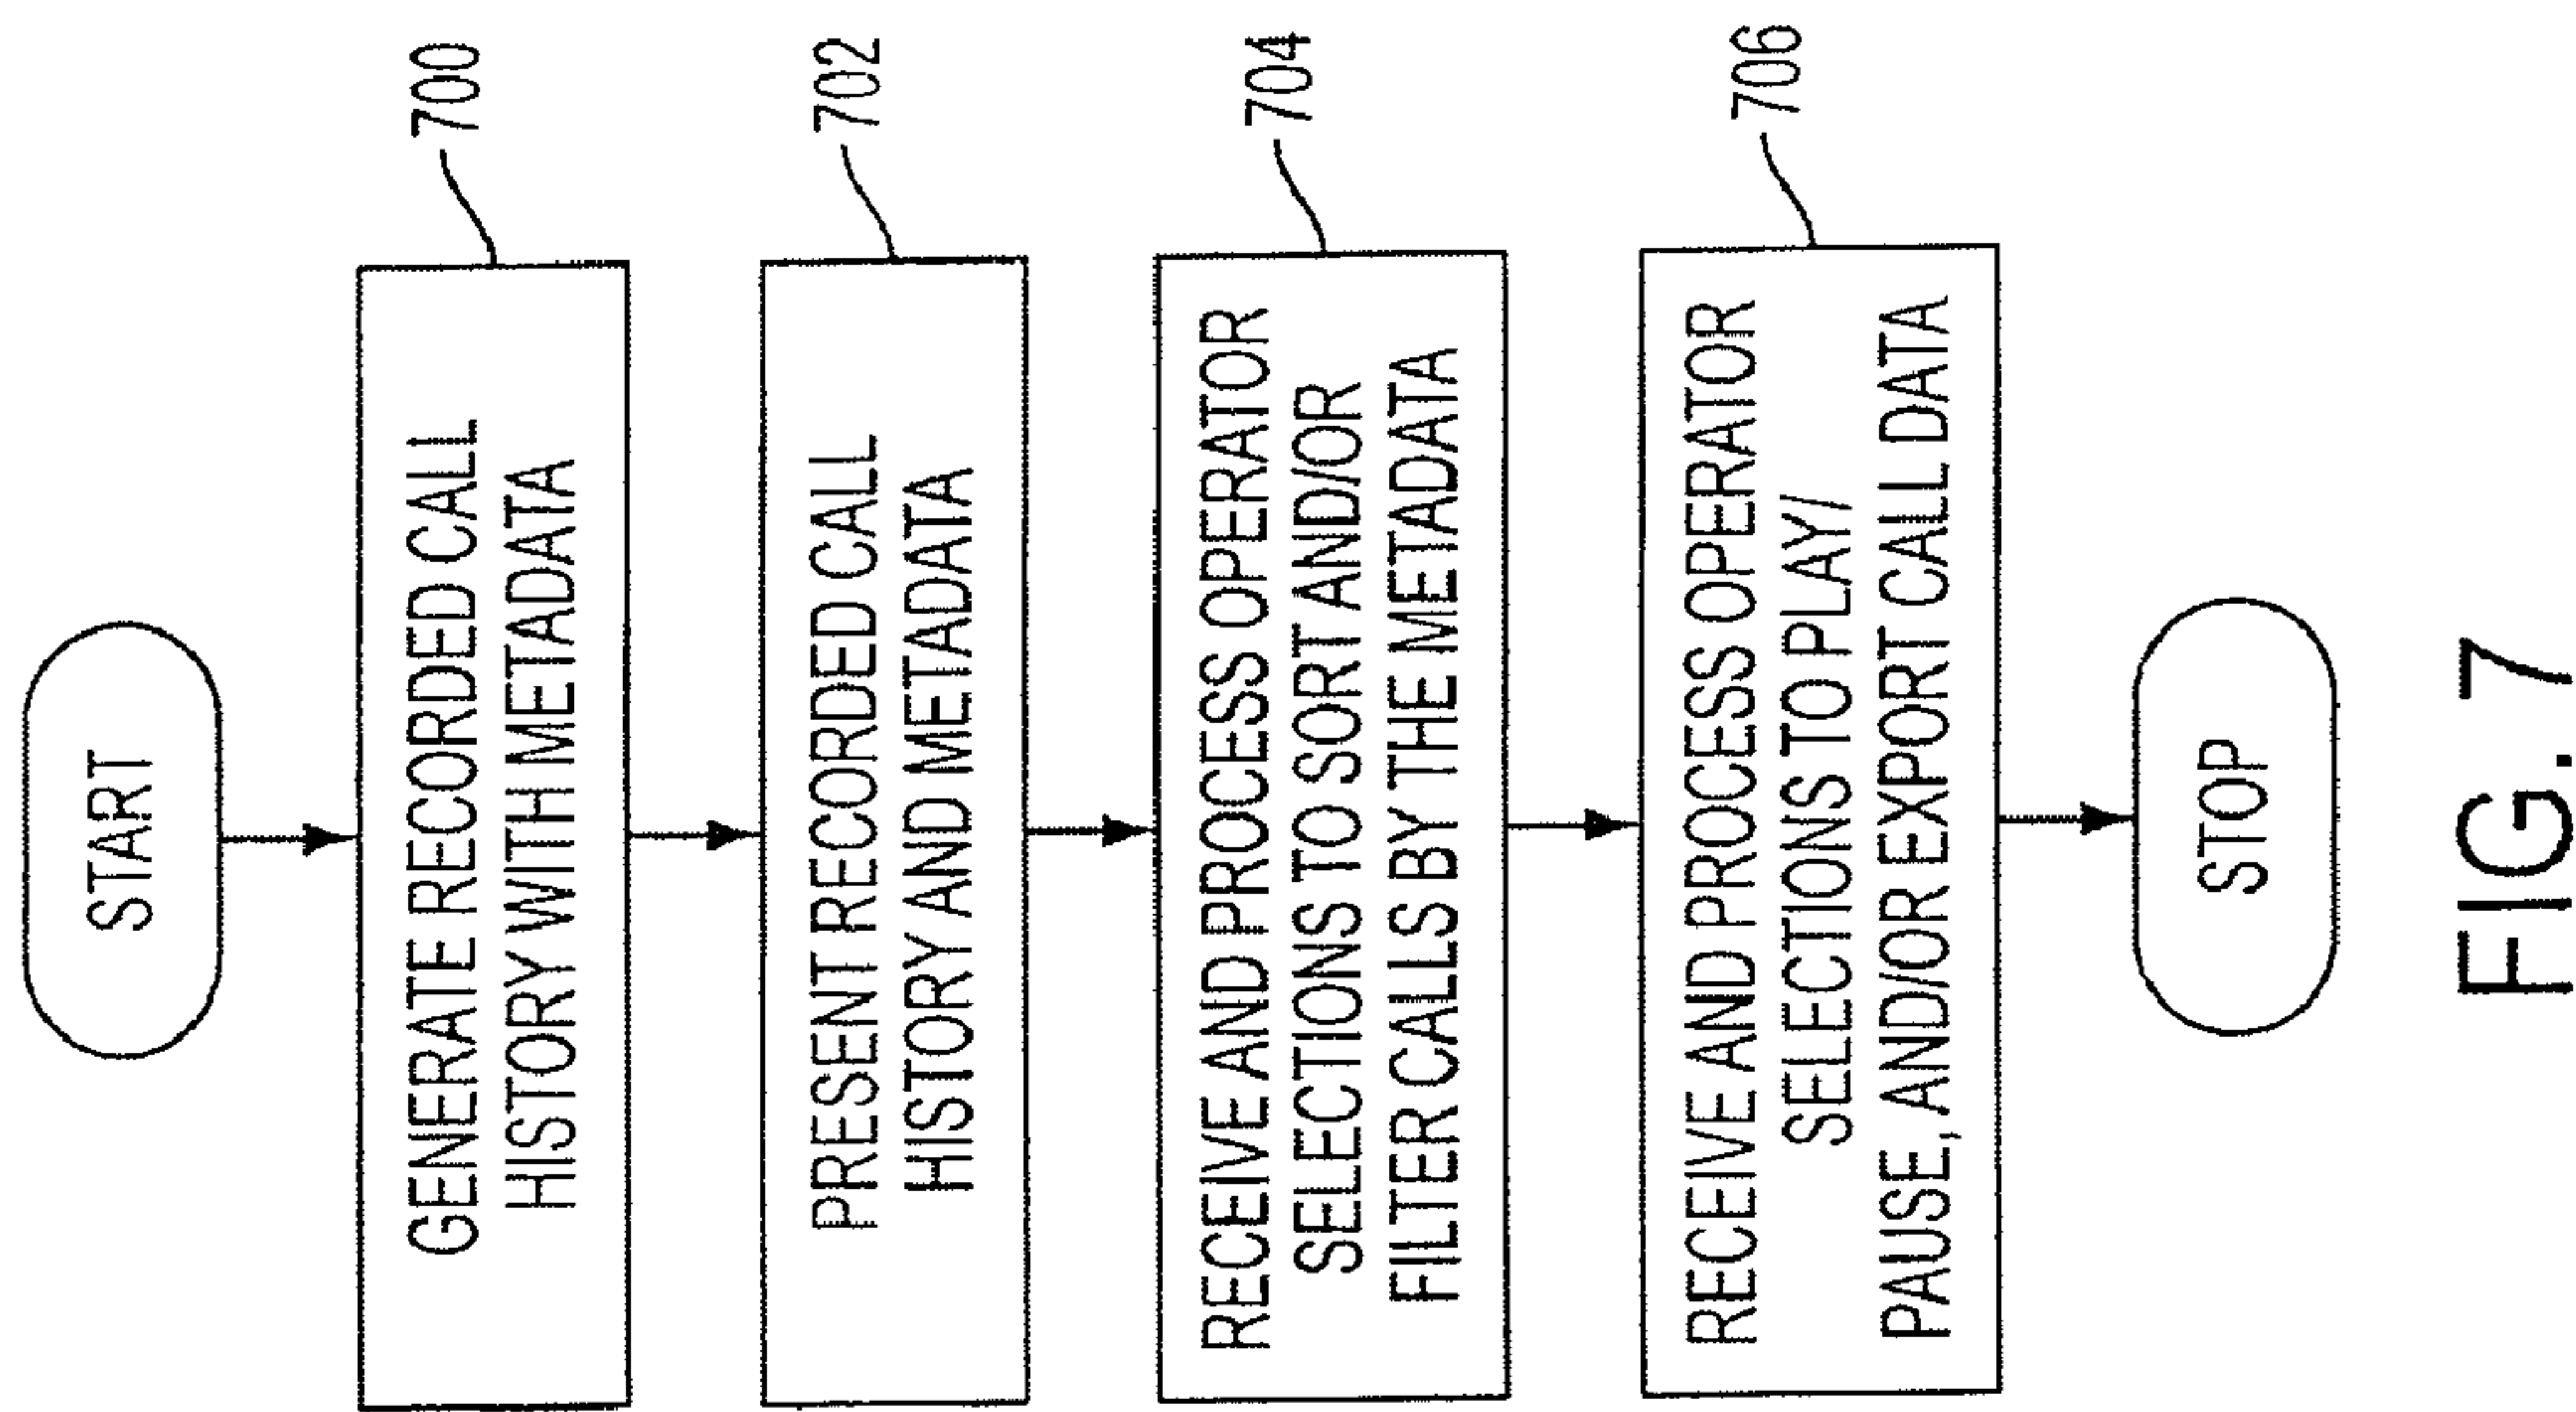 START
700
GENERATE RECORDED CALL
HISTORY WITH METADATA
702
PRESENT RECORDED CALL
HISTORY AND METADATA
704
RECEIVE AND PROCESS OPERATOR
SELECTIONS TO SORT AND/OR
FILTER CALLS BY THE METADATA
706
RECEIVE AND PROCESS OPERATOR
SELECTIONS TO PLAY/
PAUSE, AND/OR EXPORT CALL DATA
STOP
FIG. 7